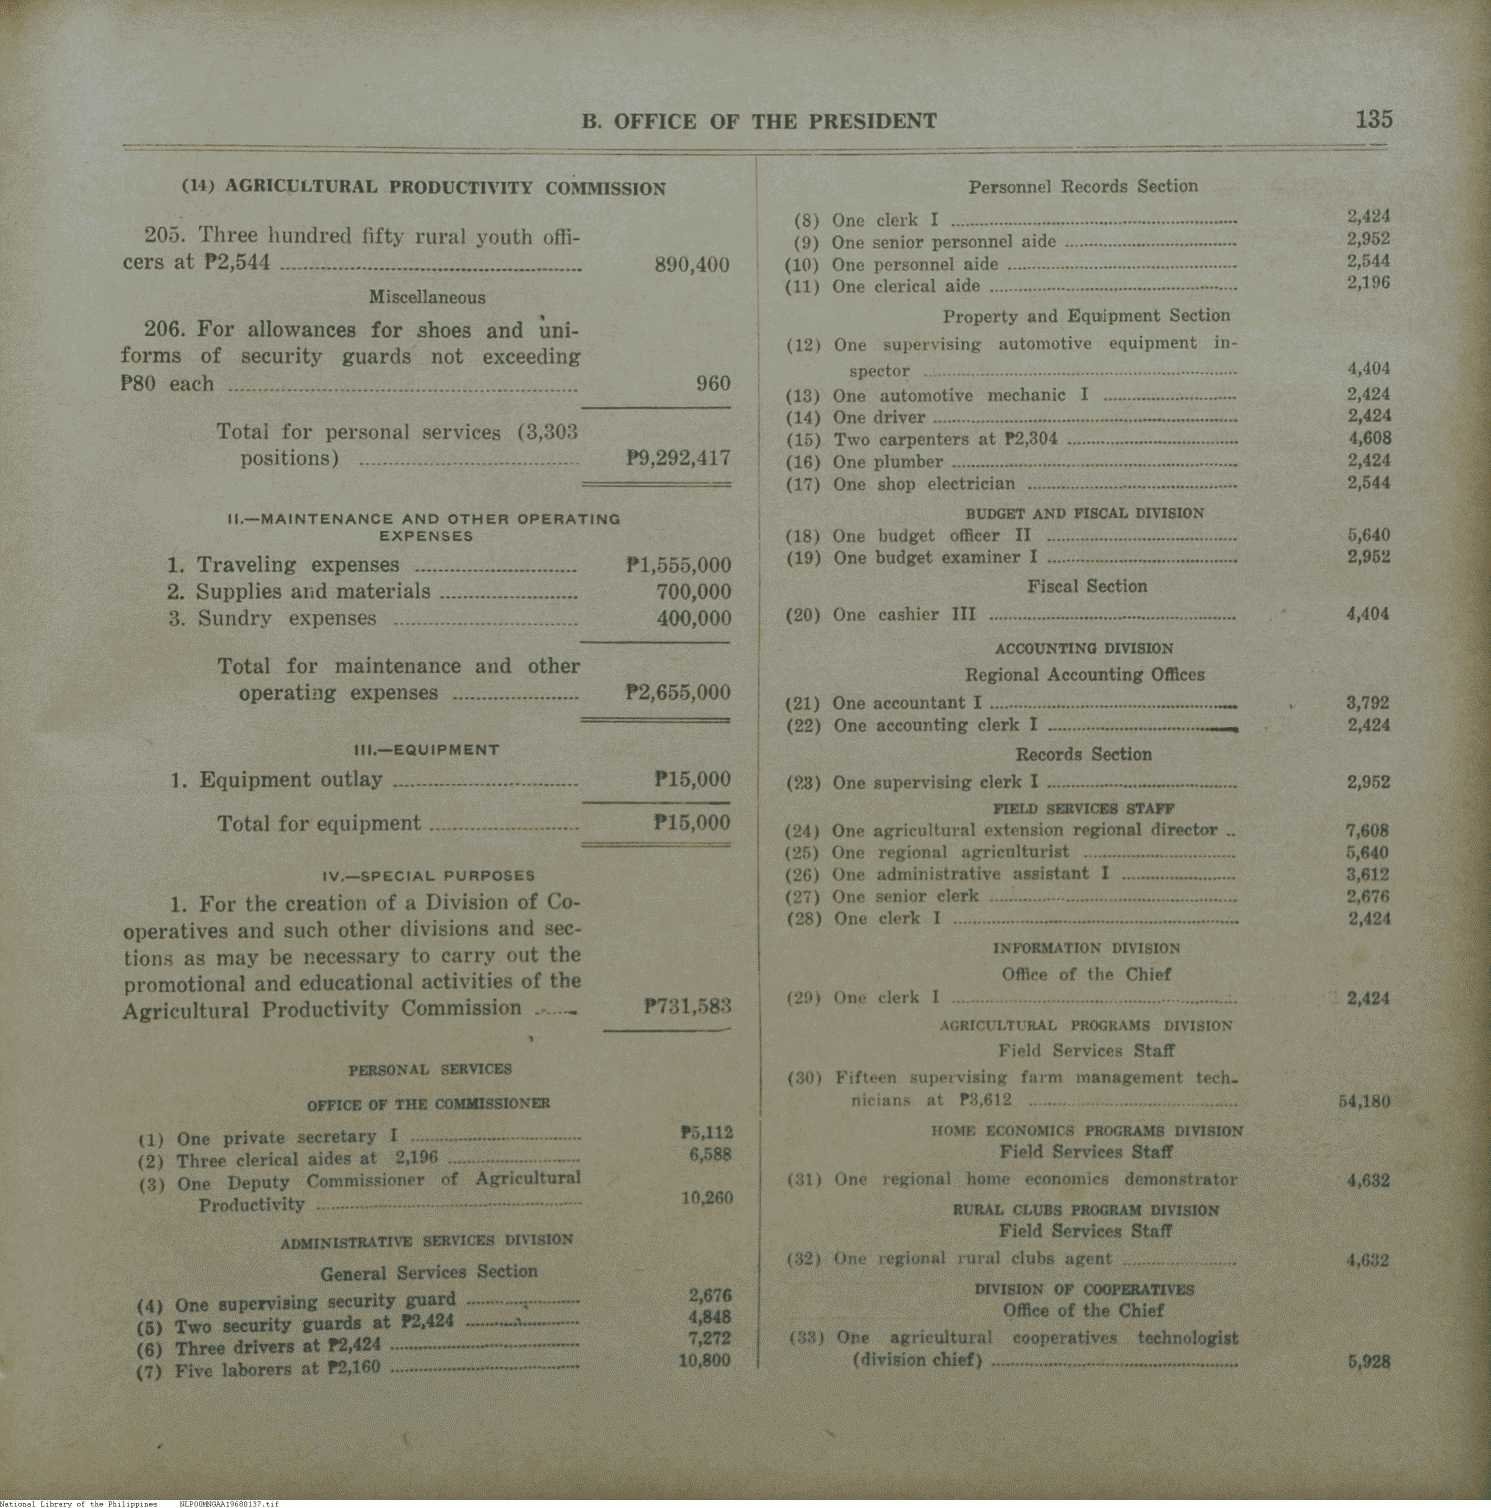 B. OFFICE OF THE PRESIDENT 135
(14) AGRICULTURAL PRODUCTIVITY COMMISSION
205. Three hundred fifty rural youth offi-
cers at ₱2,544 ........ 890,400
Miscellaneous
206. For allowances for shoes and uni-
forms of security guards not exceeding
₱80 each ........ 960
Total for personal services (3,303
positions) ........ ₱9,292,417
II.—MAINTENANCE AND OTHER OPERATING
EXPENSES
1. Traveling expenses ........ ₱1,555,000
2. Supplies and materials ........ 700,000
3. Sundry expenses ........ 400,000
Total for maintenance and other
operating expenses ........ ₱2,655,000
III.—EQUIPMENT
1. Equipment outlay ........ ₱15,000
Total for equipment ........ ₱15,000
IV.—SPECIAL PURPOSES
1. For the creation of a Division of Co-
operatives and such other divisions and sec-
tions as may be necessary to carry out the
promotional and educational activities of the
Agricultural Productivity Commission ........ ₱731,583
PERSONAL SERVICES
OFFICE OF THE COMMISSIONER
(1) One private secretary I ........ ₱5,112
(2) Three clerical aides at 2,196 ........ 6,588
(3) One Deputy Commissioner of Agricultural
Productivity ........ 10,260
ADMINISTRATIVE SERVICES DIVISION
General Services Section
(4) One supervising security guard ........ 2,676
(5) Two security guards at ₱2,424 ........ 4,848
(6) Three drivers at ₱2,424 ........ 7,272
(7) Five laborers at ₱2,160 ........ 10,800
Personnel Records Section
(8) One clerk I ........ 2,424
(9) One senior personnel aide ........ 2,952
(10) One personnel aide ........ 2,544
(11) One clerical aide ........ 2,196
Property and Equipment Section
(12) One supervising automotive equipment in-
spector ........ 4,404
(13) One automotive mechanic I ........ 2,424
(14) One driver ........ 2,424
(15) Two carpenters at ₱2,304 ........ 4,608
(16) One plumber ........ 2,424
(17) One shop electrician ........ 2,544
BUDGET AND FISCAL DIVISION
(18) One budget officer II ........ 5,640
(19) One budget examiner I ........ 2,952
Fiscal Section
(20) One cashier III ........ 4,404
ACCOUNTING DIVISION
Regional Accounting Offices
(21) One accountant I ........ 3,792
(22) One accounting clerk I ........ 2,424
Records Section
(23) One supervising clerk I ........ 2,952
FIELD SERVICES STAFF
(24) One agricultural extension regional director .. 7,608
(25) One regional agriculturist ........ 5,640
(26) One administrative assistant I ........ 3,612
(27) One senior clerk ........ 2,676
(28) One clerk I ........ 2,424
INFORMATION DIVISION
Office of the Chief
(29) One clerk I ........ 2,424
AGRICULTURAL PROGRAMS DIVISION
Field Services Staff
(30) Fifteen supervising farm management tech-
nicians at ₱3,612 ........ 54,180
HOME ECONOMICS PROGRAMS DIVISION
Field Services Staff
(31) One regional home economics demonstrator 4,632
RURAL CLUBS PROGRAM DIVISION
Field Services Staff
(32) One regional rural clubs agent ........ 4,632
DIVISION OF COOPERATIVES
Office of the Chief
(33) One agricultural cooperatives technologist
(division chief) ........ 5,928
National Library of the Philippines NLP00MNGAA19680137.tif